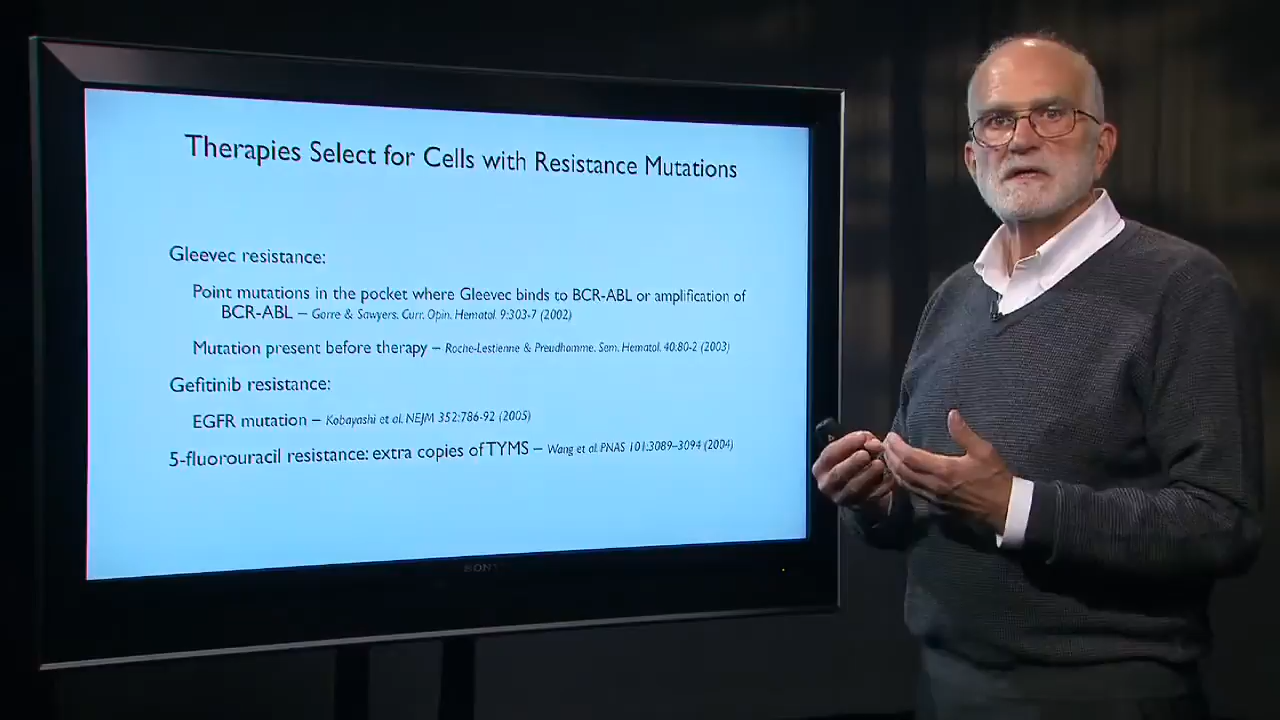 Therapies Select for Cells with Resistance Mutations
Gleevec resistance:
Point mutations in the pocket where Gleevec binds to BCR-ABL or amplification of
BCR-ABL – Gorre & Sawyers. Curr. Opin. Hematol. 9:303-7 (2002)
Mutation present before therapy – Roche-Lestienne & Preudhomme. Sem. Hematol. 40:80-2 (2003)
Gefitinib resistance:
EGFR mutation – Kobayashi et al. NEJM 352:786-92 (2005)
5-fluorouracil resistance: extra copies of TYMS – Wang et al. PNAS 101:3089–3094 (2004)
SONY